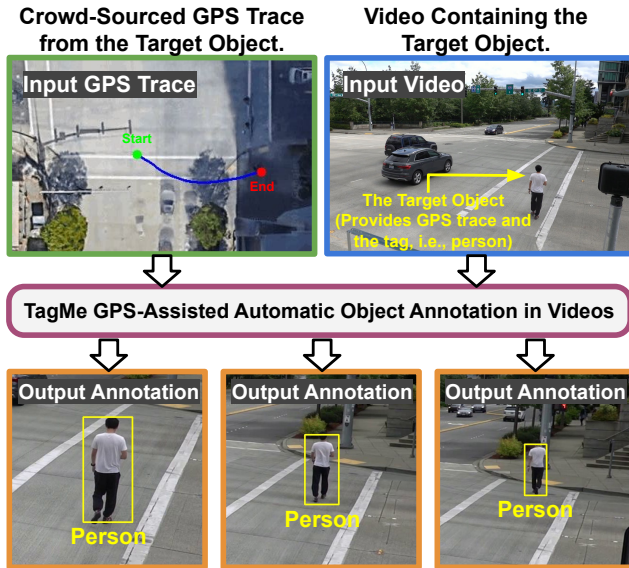 Crowd-Sourced GPS Trace
from the Target Object.
Video Containing the
Target Object.
Input GPS Trace
Start
End
Input Video
The Target Object
(Provides GPS trace and
the tag, i.e., person)
TagMe GPS-Assisted Automatic Object Annotation in Videos
Output Annotation
Person
Output Annotation
Person
Output Annotation
Person